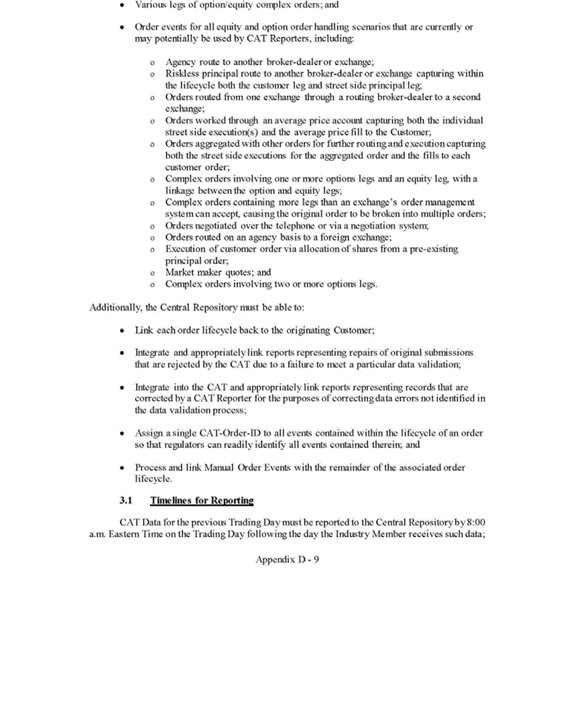 • Various legs of option/equity complex orders; and
• Order events for all equity and option order handling scenarios that are currently or
may potentially be used by CAT Reporters, including:
o Agency route to another broker-dealer or exchange;
o Riskless principal route to another broker-dealer or exchange capturing within
the lifecycle both the customer leg and street side principal leg;
o Orders routed from one exchange through a routing broker-dealer to a second
exchange;
o Orders worked through an average price account capturing both the individual
street side execution(s) and the average price fill to the Customer;
o Orders aggregated with other orders for further routing and execution capturing
both the street side executions for the aggregated order and the fills to each
customer order;
o Complex orders involving one or more options legs and an equity leg, with a
linkage between the option and equity legs;
o Complex orders containing more legs than an exchange's order management
system can accept, causing the original order to be broken into multiple orders;
o Orders negotiated over the telephone or via a negotiation system;
o Orders routed on an agency basis to a foreign exchange;
o Execution of customer order via allocation of shares from a pre-existing
principal order;
o Market maker quotes; and
o Complex orders involving two or more options legs.
Additionally, the Central Repository must be able to:
• Link each order lifecycle back to the originating Customer;
• Integrate and appropriately link reports representing repairs of original submissions
that are rejected by the CAT due to a failure to meet a particular data validation;
• Integrate into the CAT and appropriately link reports representing records that are
corrected by a CAT Reporter for the purposes of correcting data errors not identified in
the data validation process;
• Assign a single CAT-Order-ID to all events contained within the lifecycle of an order
so that regulators can readily identify all events contained therein; and
• Process and link Manual Order Events with the remainder of the associated order
lifecycle.
3.1 Timelines for Reporting
CAT Data for the previous Trading Day must be reported to the Central Repository by 8:00
a.m. Eastern Time on the Trading Day following the day the Industry Member receives such data;
Appendix D - 9